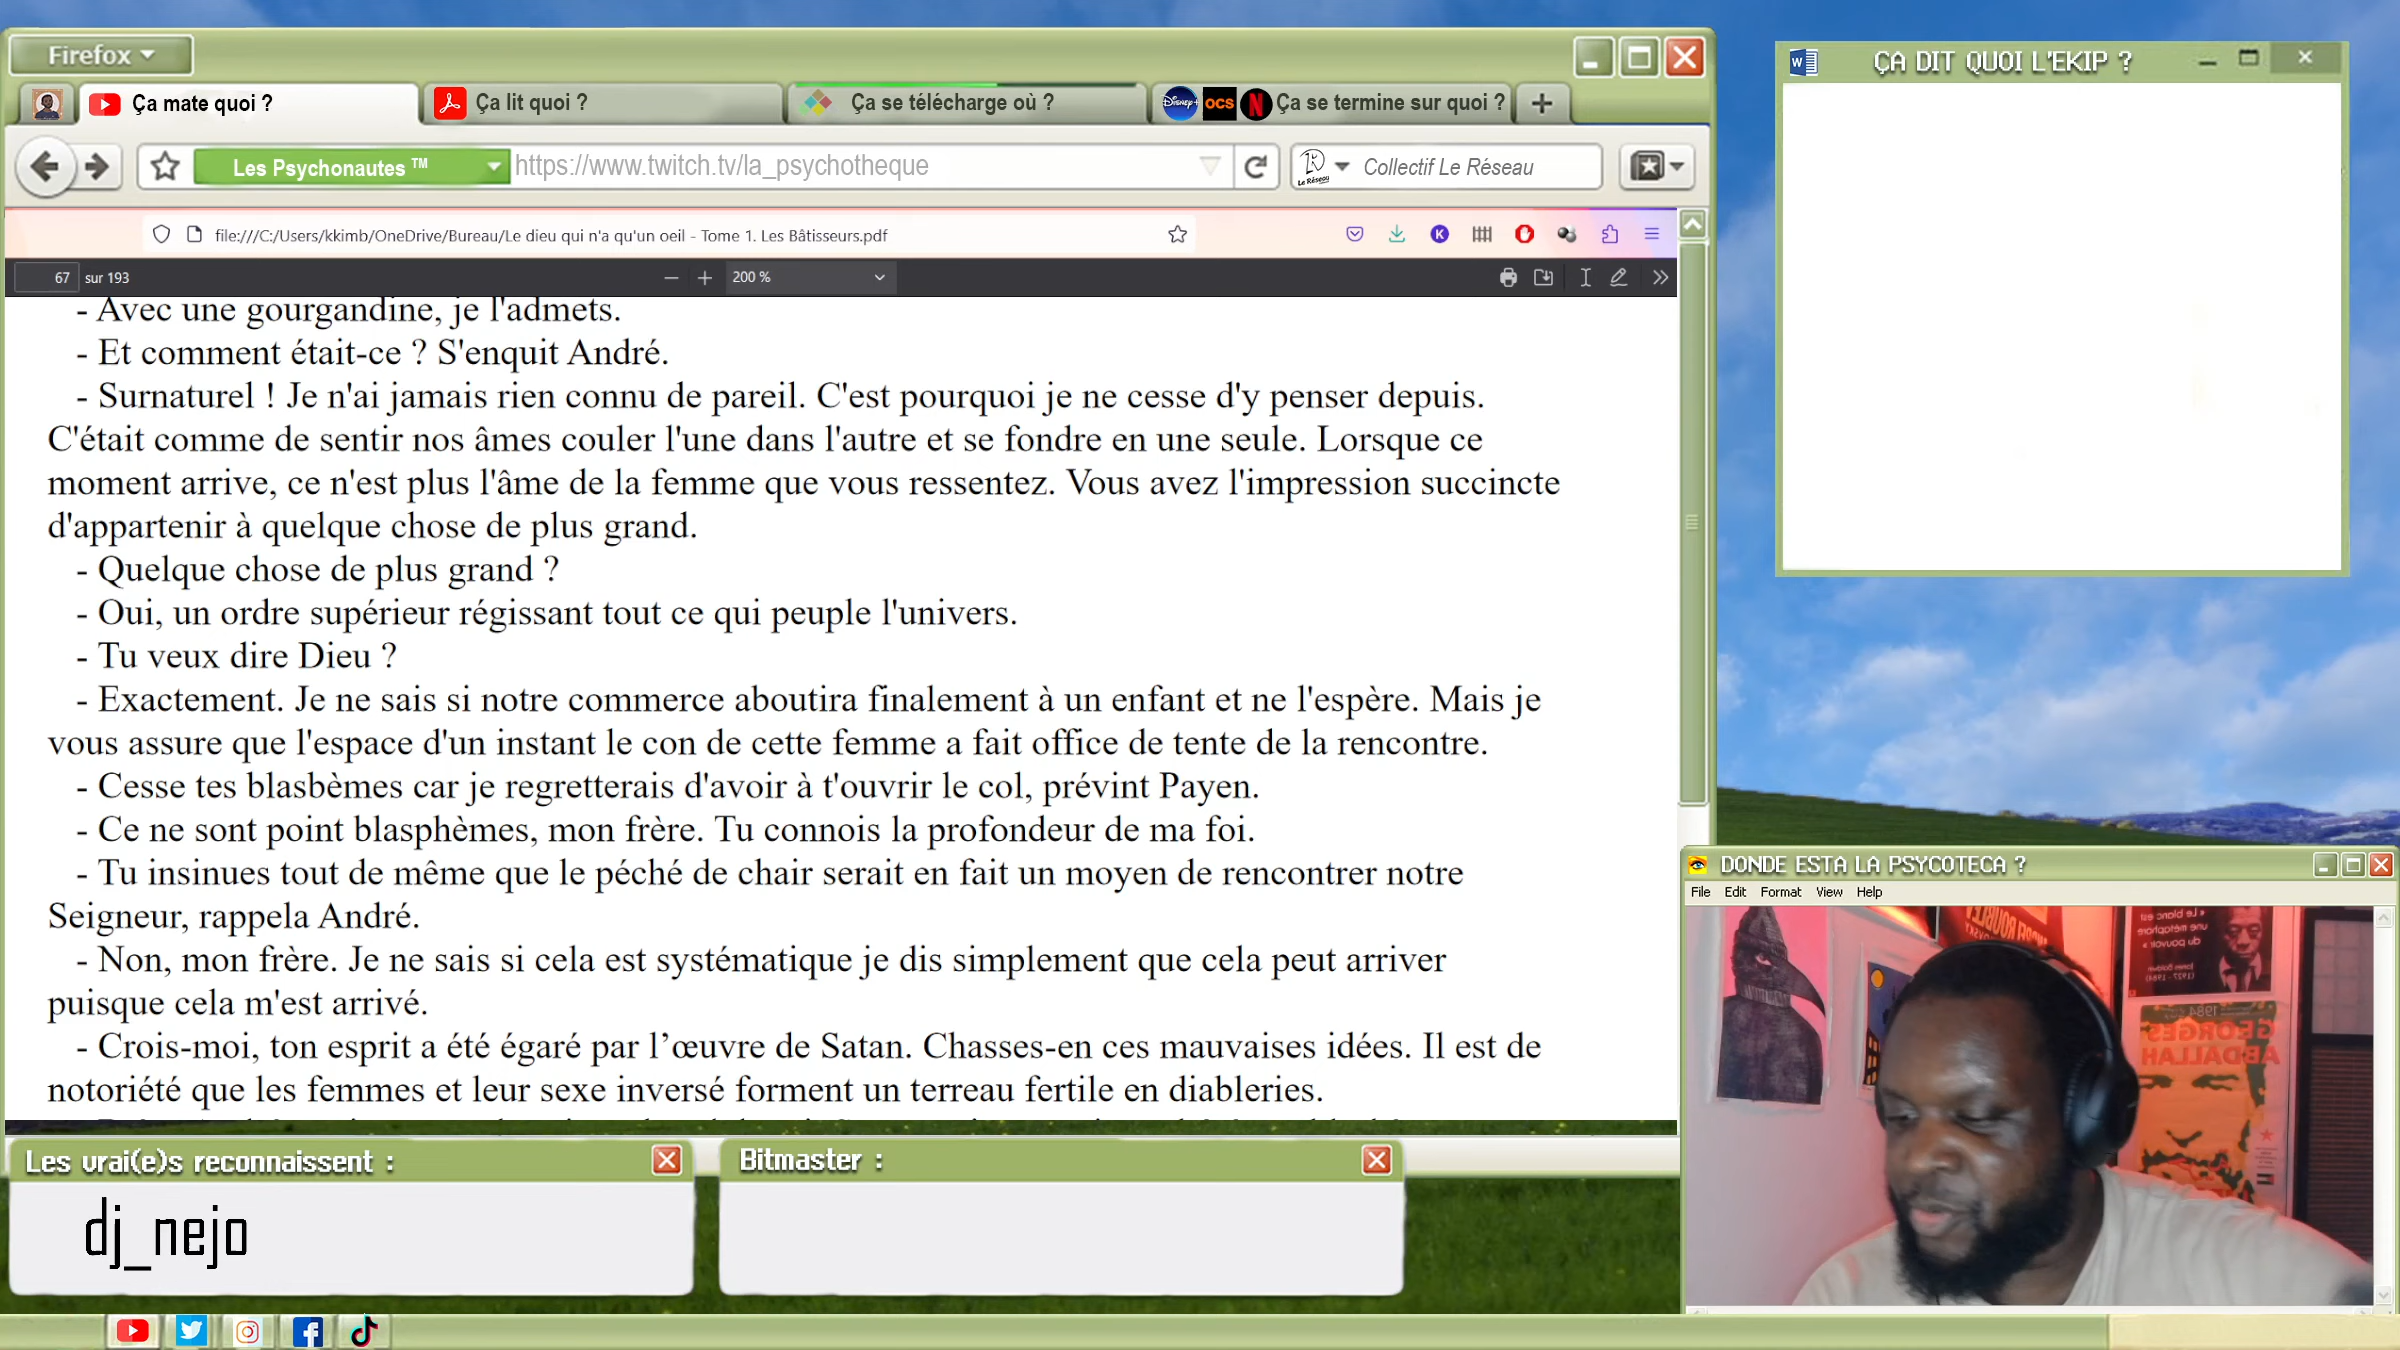 Firefox
Ça mate quoi ?
Ça lit quoi ?
Ça se télécharge où ?
Disney+ OCS N Ça se termine sur quoi ?
Les Psychonautes ™
https://www.twitch.tv/la_psychotheque
Le Réseau
Collectif Le Réseau
file:///C:/Users/kkimb/OneDrive/Bureau/Le dieu qui n'a qu'un oeil - Tome 1. Les Bâtisseurs.pdf
K
67 sur 193
200 %
- Avec une gourgandine, je l'admets.
- Et comment était-ce ? S'enquit André.
- Surnaturel ! Je n'ai jamais rien connu de pareil. C'est pourquoi je ne cesse d'y penser depuis.
C'était comme de sentir nos âmes couler l'une dans l'autre et se fondre en une seule. Lorsque ce
moment arrive, ce n'est plus l'âme de la femme que vous ressentez. Vous avez l'impression succincte
d'appartenir à quelque chose de plus grand.
- Quelque chose de plus grand ?
- Oui, un ordre supérieur régissant tout ce qui peuple l'univers.
- Tu veux dire Dieu ?
- Exactement. Je ne sais si notre commerce aboutira finalement à un enfant et ne l'espère. Mais je
vous assure que l'espace d'un instant le con de cette femme a fait office de tente de la rencontre.
- Cesse tes blasbèmes car je regretterais d'avoir à t'ouvrir le col, prévint Payen.
- Ce ne sont point blasphèmes, mon frère. Tu connois la profondeur de ma foi.
- Tu insinues tout de même que le péché de chair serait en fait un moyen de rencontrer notre
Seigneur, rappela André.
- Non, mon frère. Je ne sais si cela est systématique je dis simplement que cela peut arriver
puisque cela m'est arrivé.
- Crois-moi, ton esprit a été égaré par l’œuvre de Satan. Chasses-en ces mauvaises idées. Il est de
notoriété que les femmes et leur sexe inversé forment un terreau fertile en diableries.
ÇA DIT QUOI L'EKIP ?
DONDE ESTA LA PSYCOTECA ?
File Edit Format View Help
« Le blanc est
une métaphore
du pouvoir »
1984
GEORGES
ABDALLAH
Les vrai(e)s reconnaissent :
dj_nejo
Bitmaster :